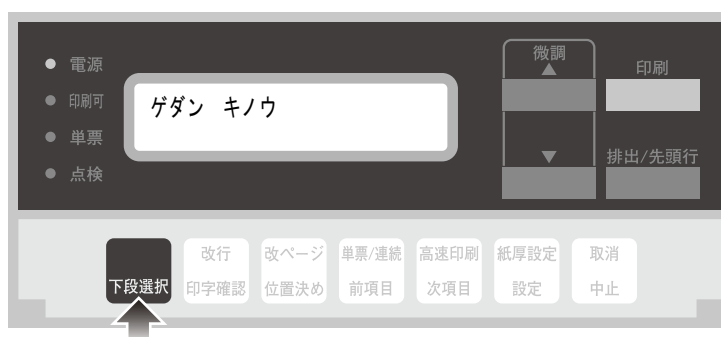 電源
印刷可
単票
点検
ゲダン キノウ
微調
▲
▼
印刷
排出/先頭行
下段選択
改行
印字確認
改ページ
位置決め
単票/連続
前項目
高速印刷
次項目
紙厚設定
設定
取消
中止